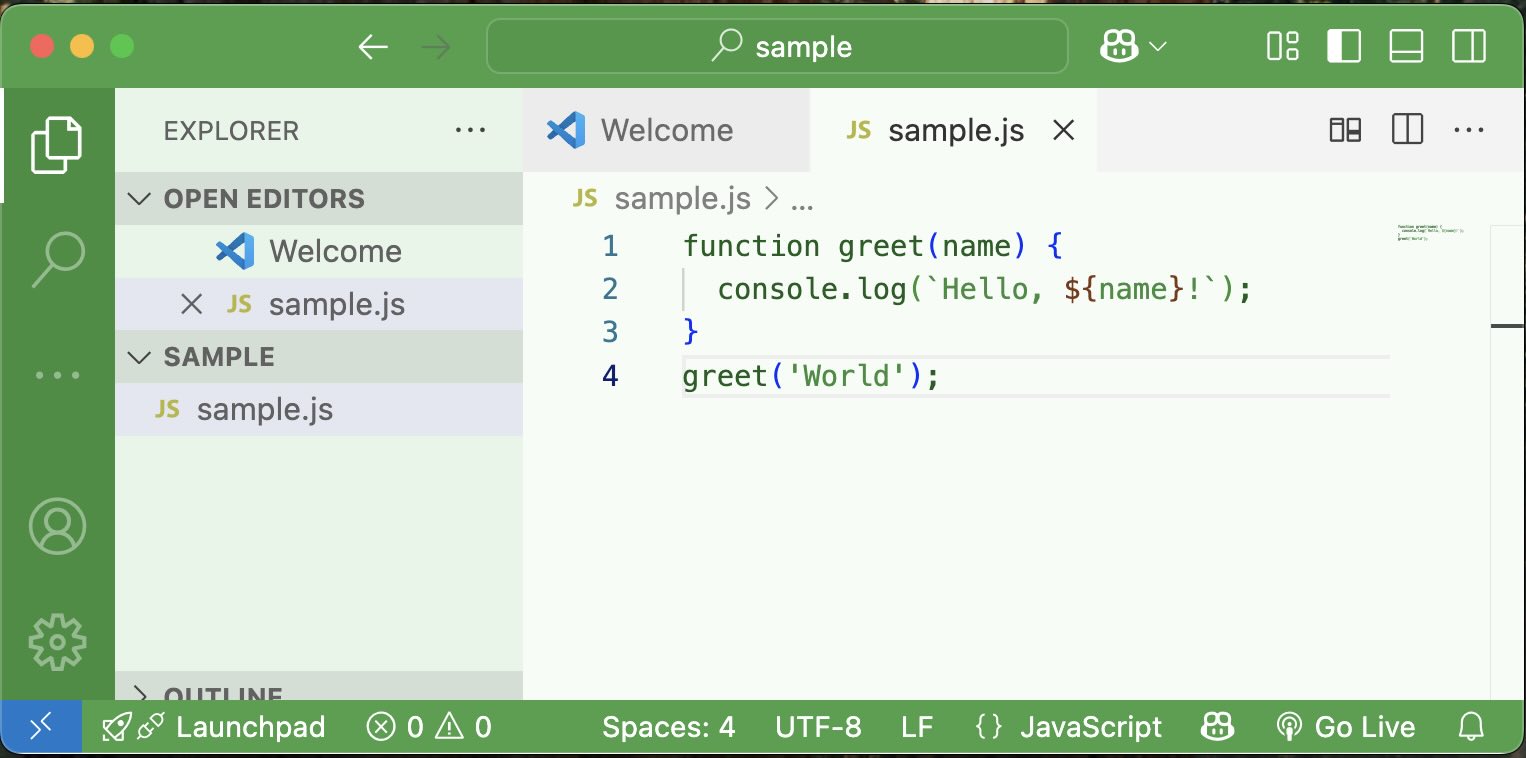 sample
EXPLORER
OPEN EDITORS
Welcome
JS sample.js
SAMPLE
JS sample.js
OUTLINE
Welcome
JS sample.js
JS sample.js > ...
1 function greet(name) {
2 console.log(`Hello, ${name}!`);
3 }
4 greet('World');
Launchpad 0 0 Spaces: 4 UTF-8 LF {} JavaScript Go Live